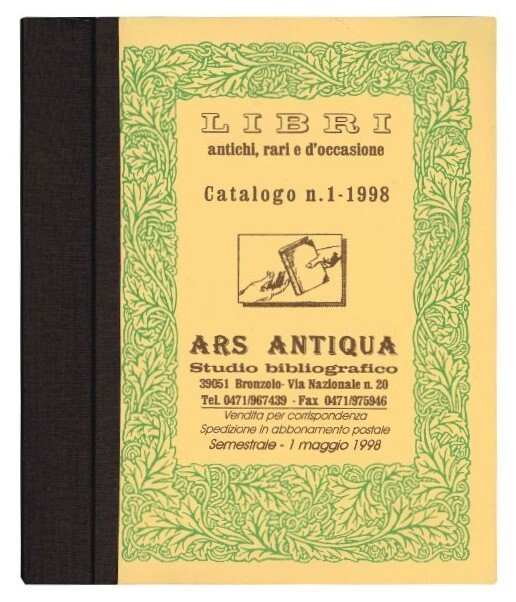 LIBRI
antichi, rari e d'occasione
Catalogo n.1-1998
ARS ANTIQUA
Studio bibliografico
39051 Bronzolo- Via Nazionale n. 20
Tel. 0471/967439 - Fax 0471/975946
Vendita per corrispondenza
Spedizione in abbonamento postale
Semestrale - 1 maggio 1998